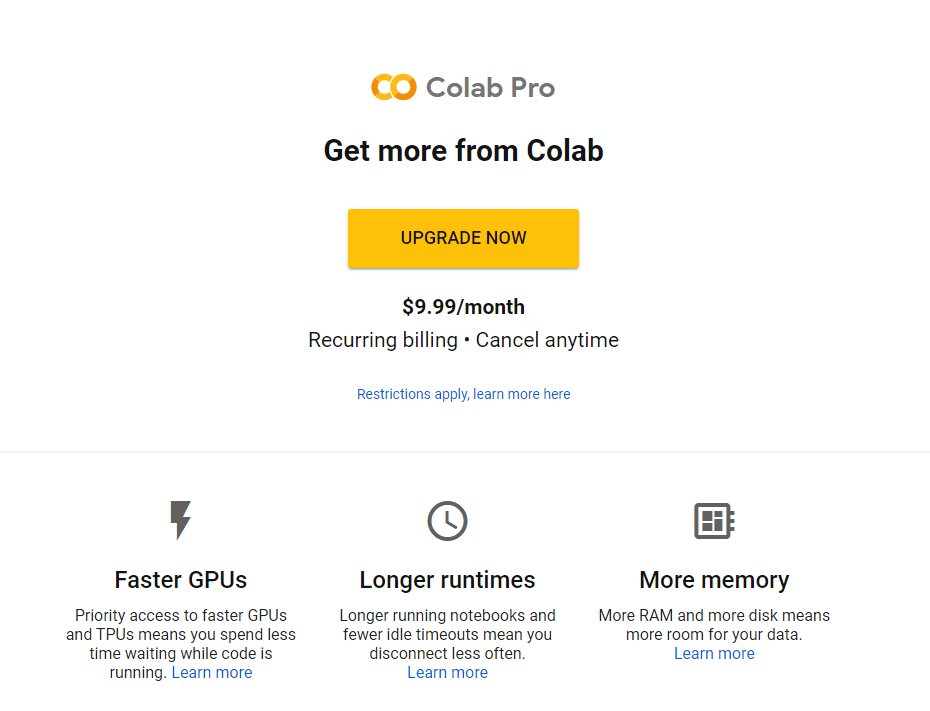 Colab Pro
Get more from Colab
UPGRADE NOW
$9.99/month
Recurring billing • Cancel anytime
Restrictions apply, learn more here
Faster GPUs
Priority access to faster GPUs
and TPUs means you spend less
time waiting while code is
running. Learn more
Longer runtimes
Longer running notebooks and
fewer idle timeouts mean you
disconnect less often.
Learn more
More memory
More RAM and more disk means
more room for your data.
Learn more